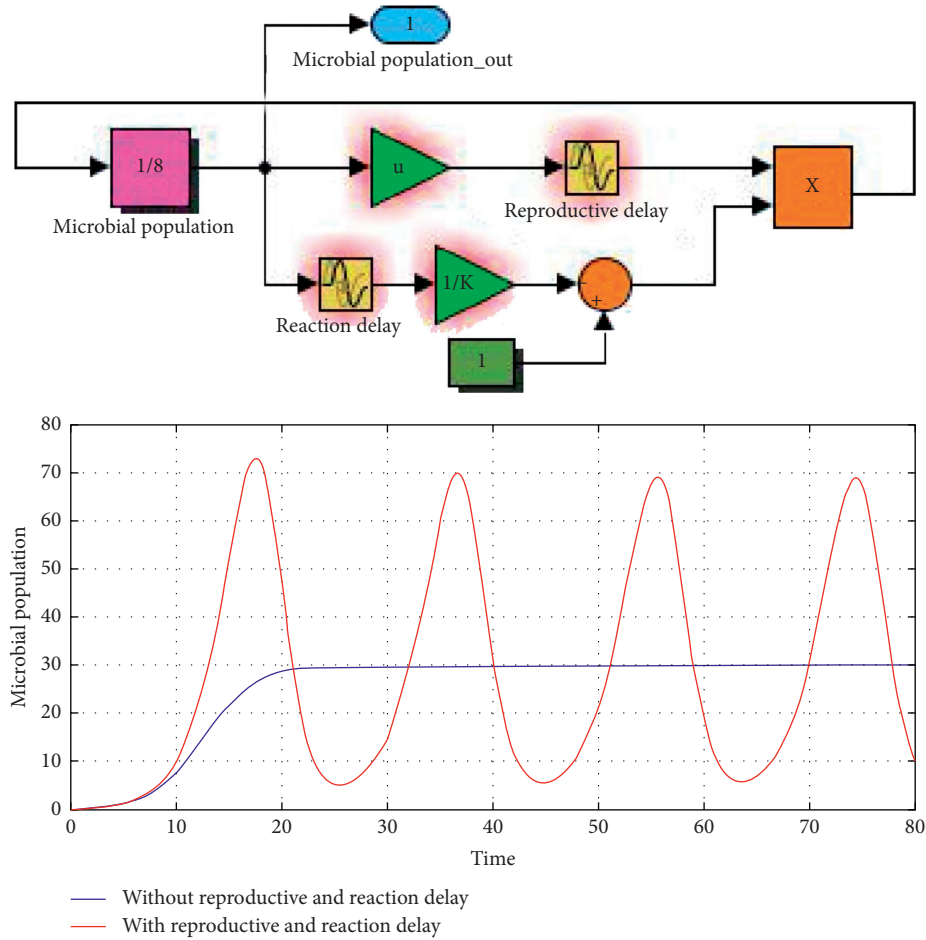 1
Microbial population_out
1/8
u
X
Microbial population
Reproductive delay
1/K
-
+
Reaction delay
1
80
70
60
50
40
30
20
10
0
Microbial population
0 10 20 30 40 50 60 70 80
Time
Without reproductive and reaction delay
With reproductive and reaction delay